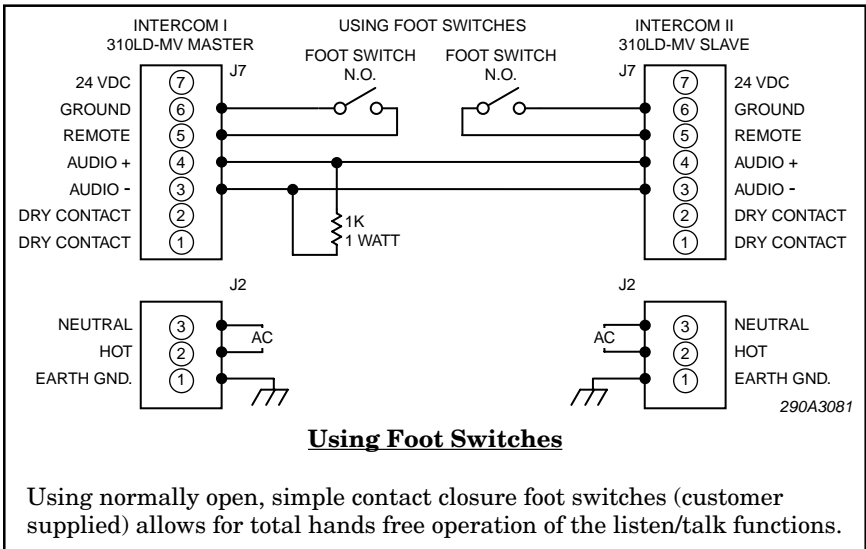 INTERCOM I
310LD-MV MASTER
USING FOOT SWITCHES
INTERCOM II
310LD-MV SLAVE
FOOT SWITCH
N.O.
FOOT SWITCH
N.O.
J7
24 VDC 7
GROUND 6
REMOTE 5
AUDIO + 4
AUDIO - 3
DRY CONTACT 2
DRY CONTACT 1
J7
7 24 VDC
6 GROUND
5 REMOTE
4 AUDIO +
3 AUDIO -
2 DRY CONTACT
1 DRY CONTACT
1K
1 WATT
J2
NEUTRAL 3
HOT 2
EARTH GND. 1
AC
J2
AC
3 NEUTRAL
2 HOT
1 EARTH GND.
290A3081
Using Foot Switches
Using normally open, simple contact closure foot switches (customer
supplied) allows for total hands free operation of the listen/talk functions.